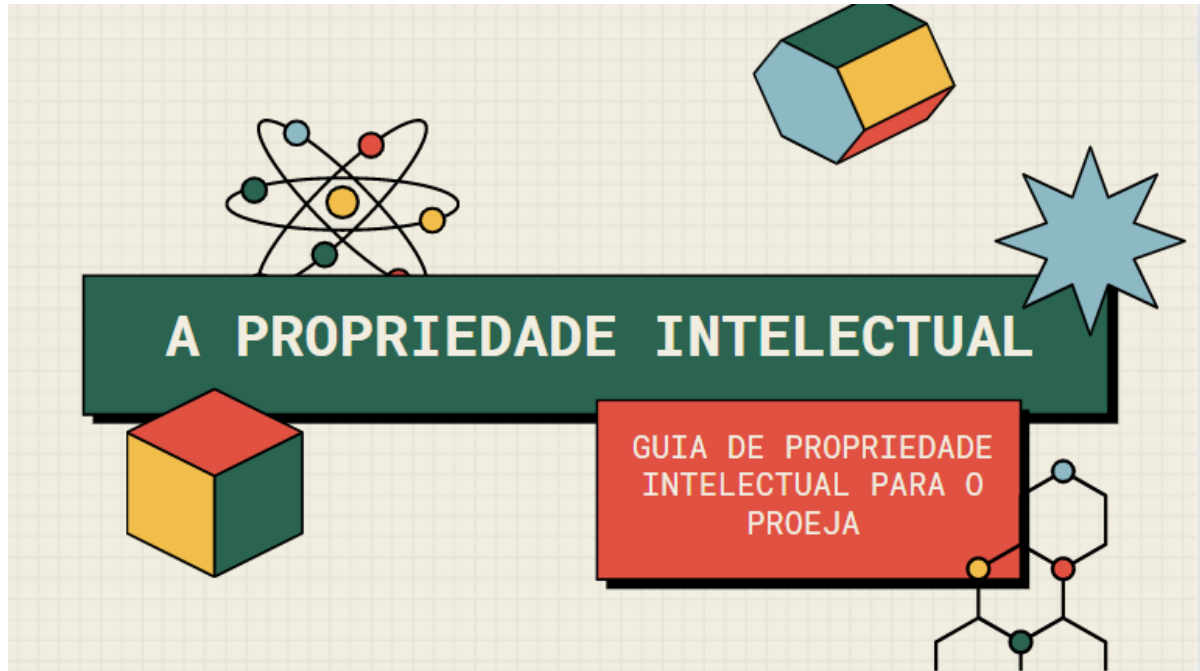 A PROPRIEDADE INTELECTUAL
GUIA DE PROPRIEDADE
INTELECTUAL PARA O
PROEJA